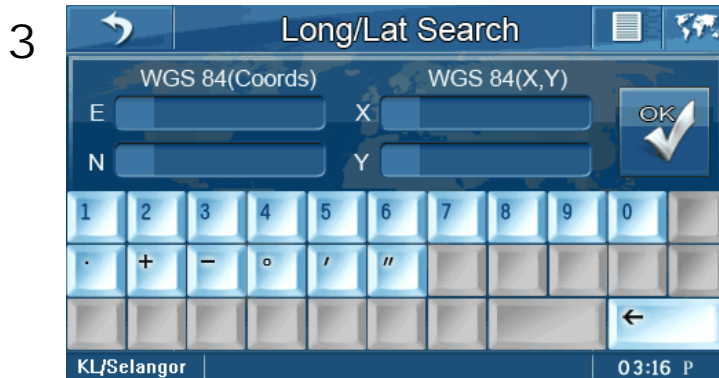 3
Long/Lat Search
WGS 84(Coords) WGS 84(X,Y)
E X OK
N Y
1 2 3 4 5 6 7 8 9 0
. + − ° ′ ″
←
KL/Selangor 03:16 P